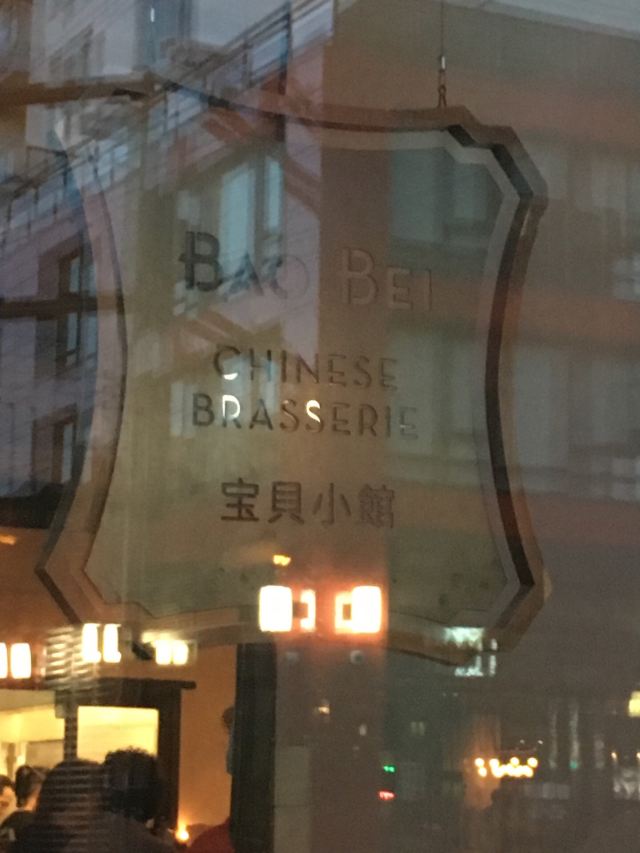 BAO BEI
CHINESE
BRASSERIE
宝貝小館